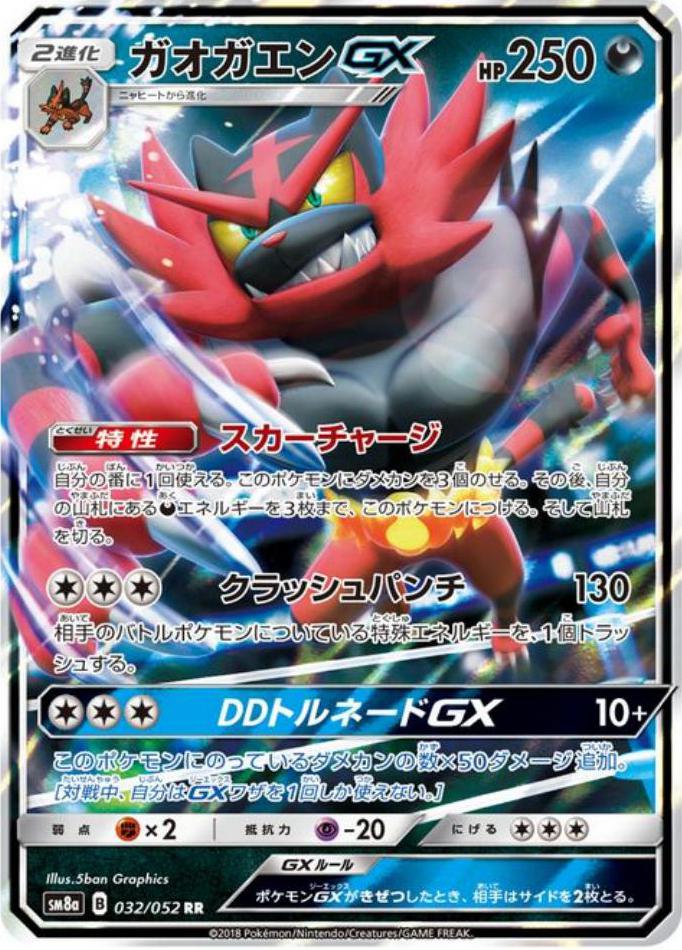 2進化 ガオガエンGX HP250
ニャヒートから進化
とくせい 特性 スカーチャージ
自分の番に1回使える。このポケモンにダメカンを3個のせる。その後、自分
の山札にあるエネルギーを3枚まで、このポケモンにつける。そして山札
を切る。
クラッシュパンチ 130
相手のバトルポケモンについている特殊エネルギーを、1個トラッ
シュする。
DDトルネードGX 10+
このポケモンにのっているダメカンの数×50ダメージ追加。
[対戦中、自分はGXワザを1回しか使えない。]
弱点 ×2 抵抗力 -20 にげる
GXルール
Illus.5ban Graphics
ポケモンGXがきぜつしたとき、相手はサイドを2枚とる。
SM8a B 032/052 RR
©2018 Pokémon/Nintendo/Creatures/GAME FREAK.